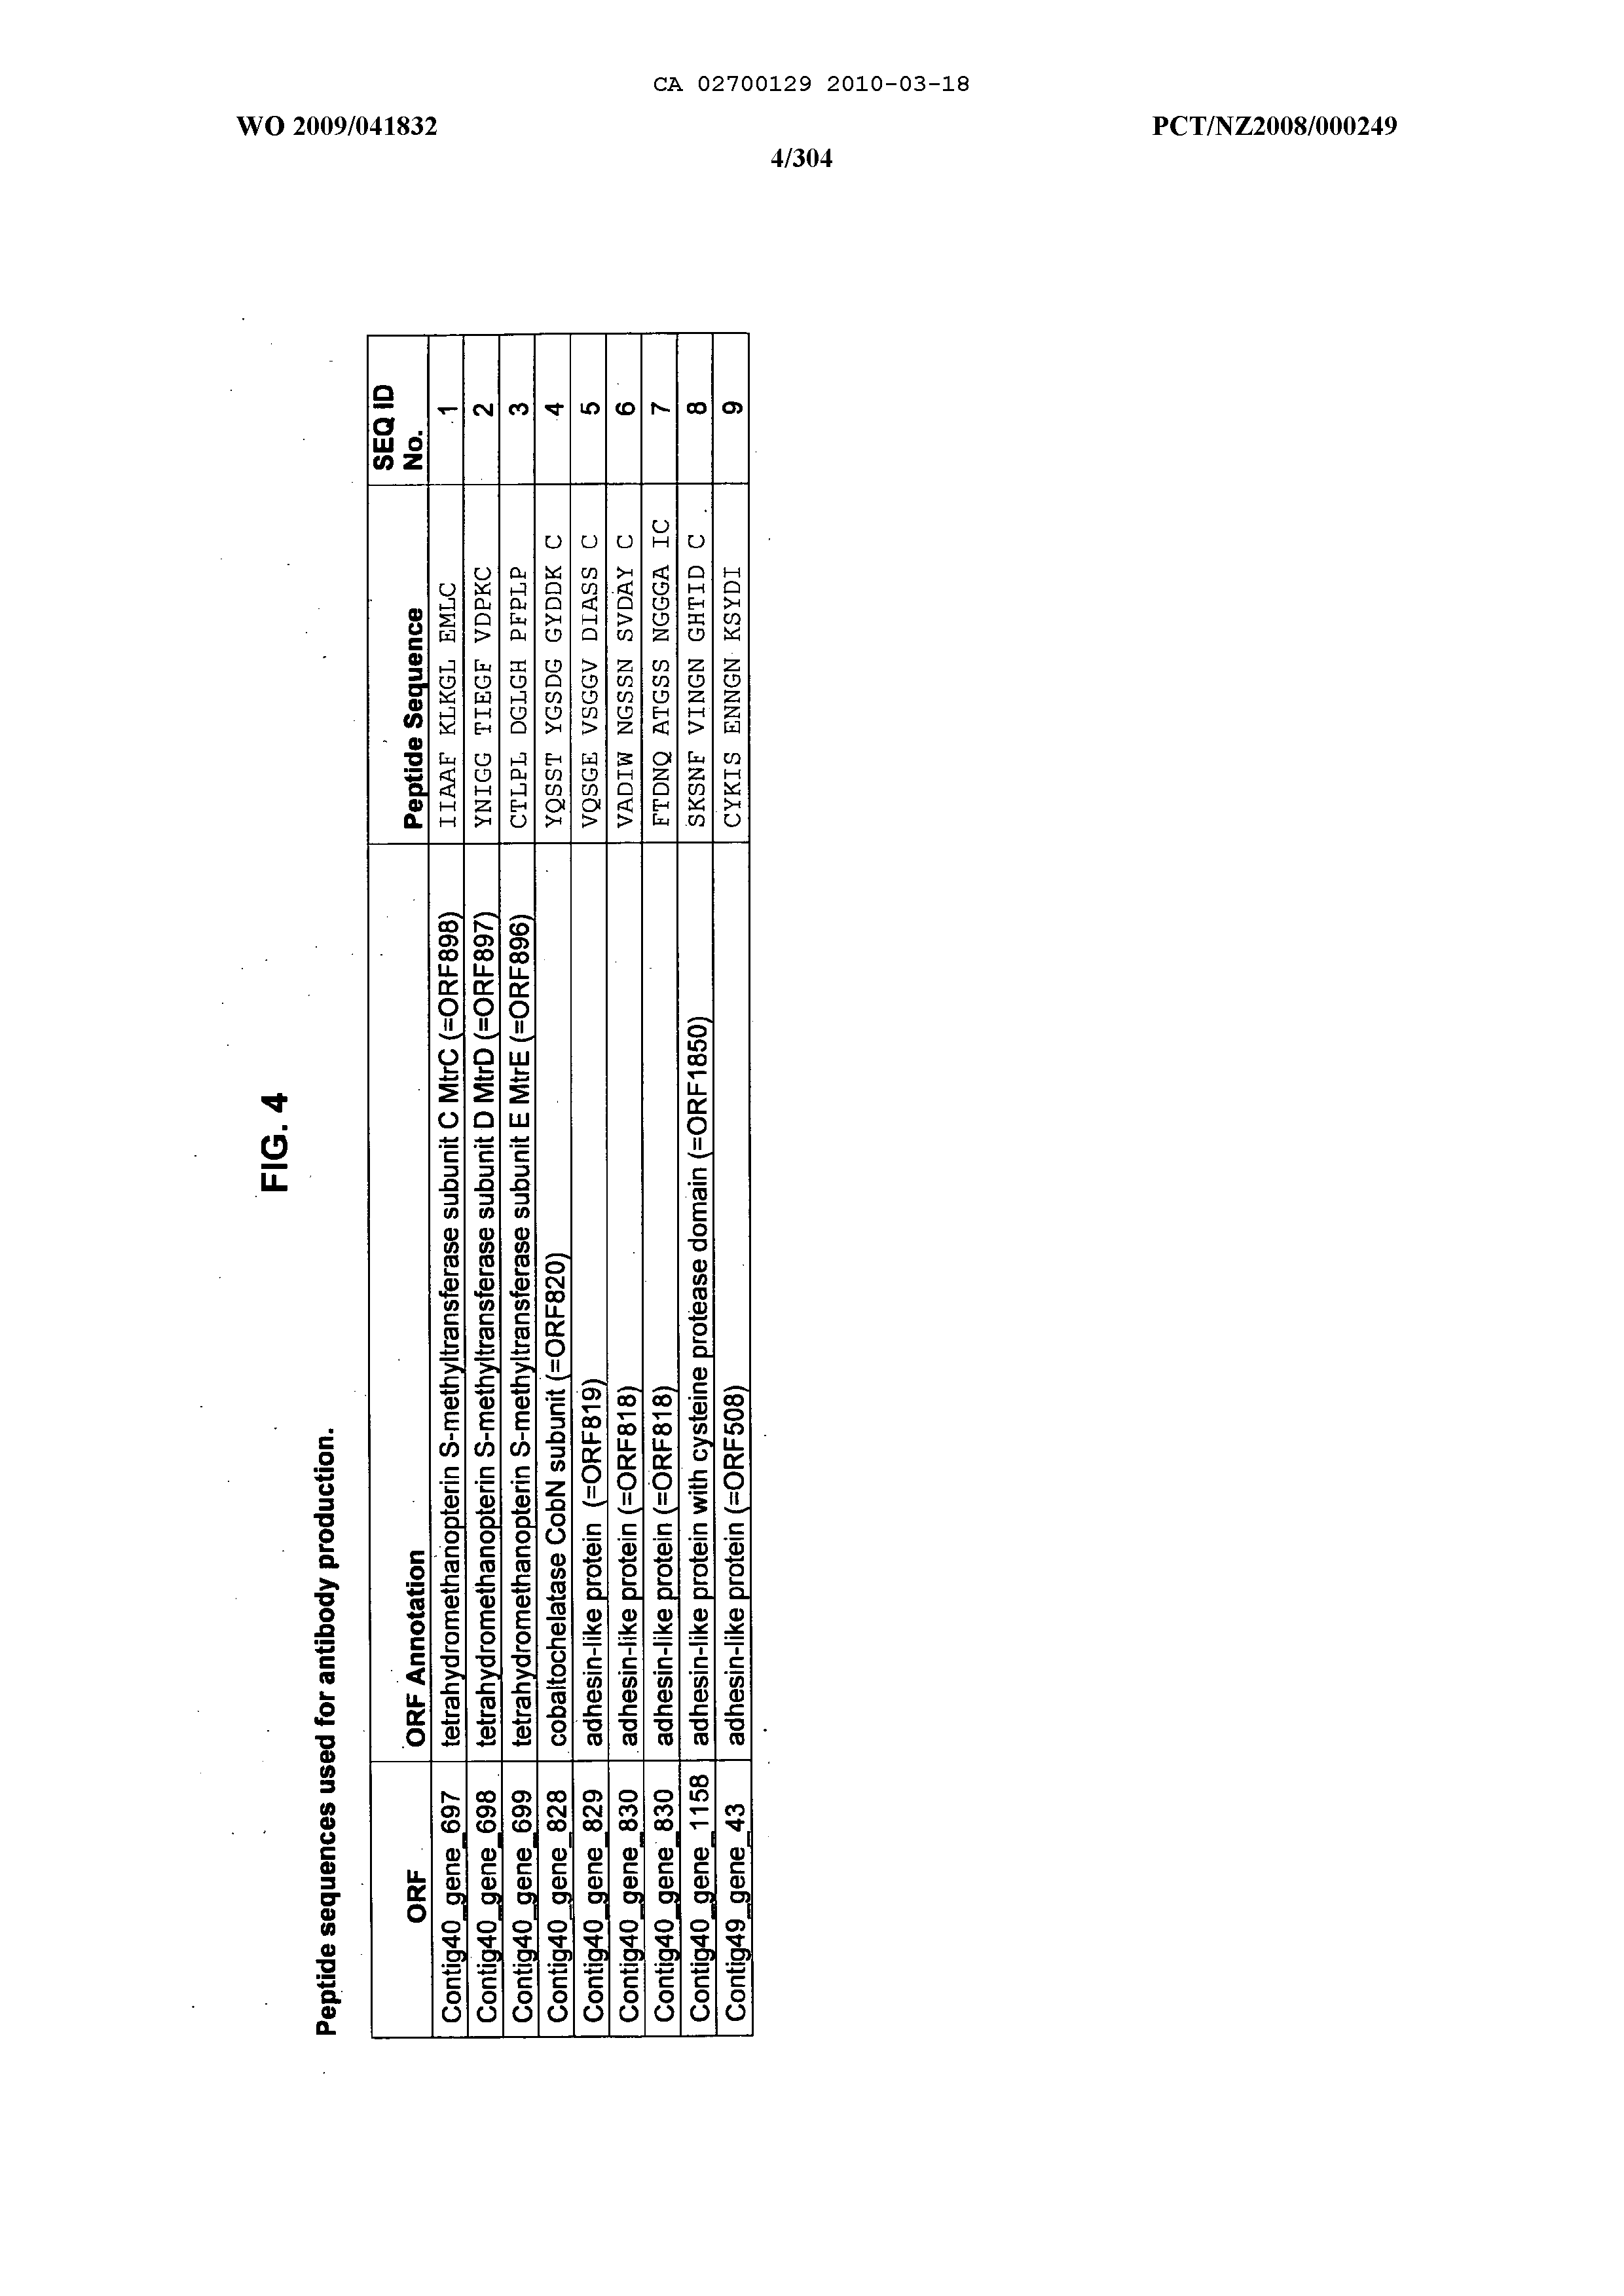 CA 02700129 2010-03-18
WO 2009/041832 PCT/NZ2008/000249
4/304
FIG. 4
Peptide sequences used for antibody production.
ORF ORF Annotation Peptide Sequence SEQ ID No.
Contig40_gene_697 tetrahydromethanopterin S-methyltransferase subunit C MtrC (=ORF898) IIAAF KLKGL EMLC 1
Contig40_gene_698 tetrahydromethanopterin S-methyltransferase subunit D MtrD (=ORF897) YNIGG TIEGF VDPKC 2
Contig40_gene_699 tetrahydromethanopterin S-methyltransferase subunit E MtrE (=ORF896) CTLPL DGLGH PFPLP 3
Contig40_gene_828 cobaltochelatase CobN subunit (=ORF820) YQSST YGSDG GYDDK C 4
Contig40_gene_829 adhesin-like protein (=ORF819) VQSGE VSGGV DIASS C 5
Contig40_gene_830 adhesin-like protein (=ORF818) VADIW NGSSN SVDAY C 6
Contig40_gene_830 adhesin-like protein (=ORF818) FTDNQ ATGSS NGGGA IC 7
Contig40_gene_1158 adhesin-like protein with cysteine protease domain (=ORF1850) SKSNF VINGN GHTID C 8
Contig49_gene_43 adhesin-like protein (=ORF508) CYKIS ENNGN KSYDI 9